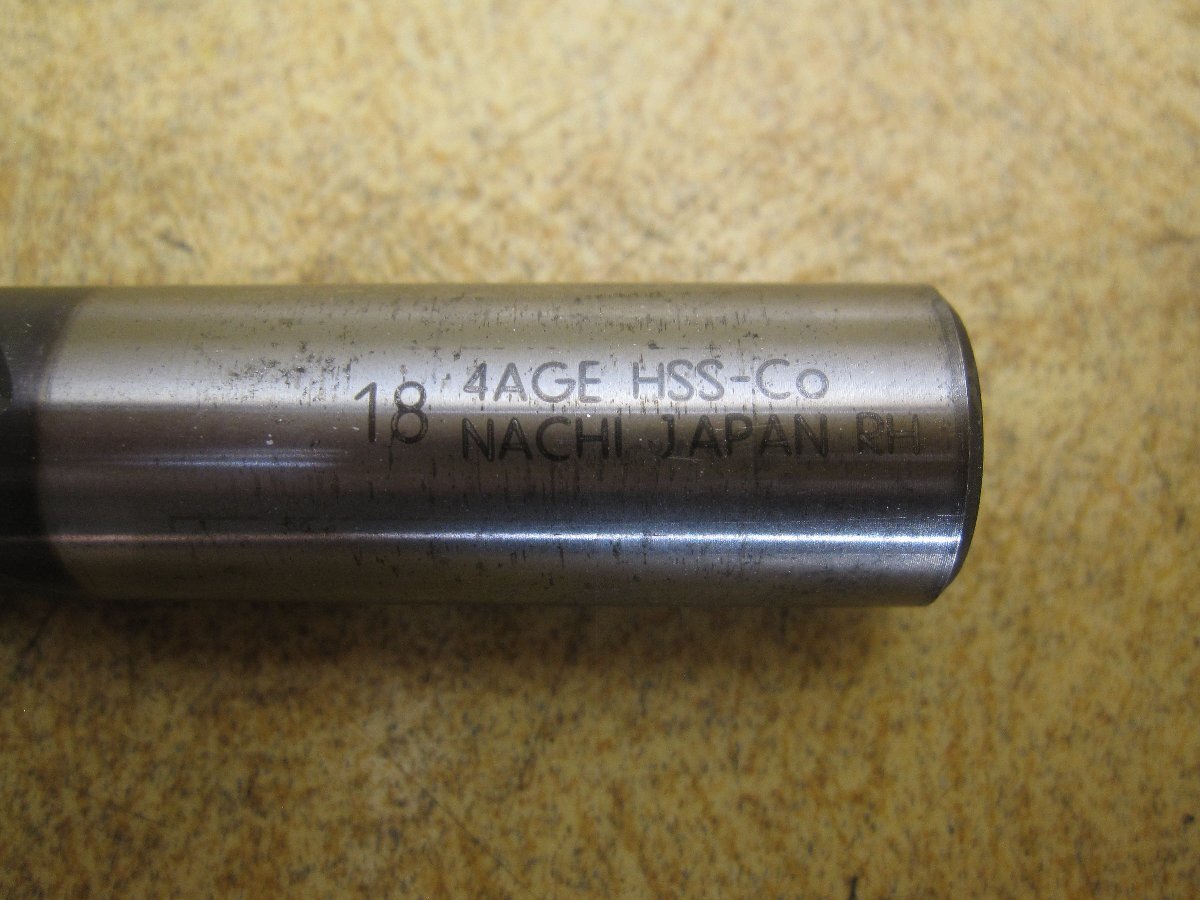 18
4AGE HSS-Co
NACHI JAPAN RH